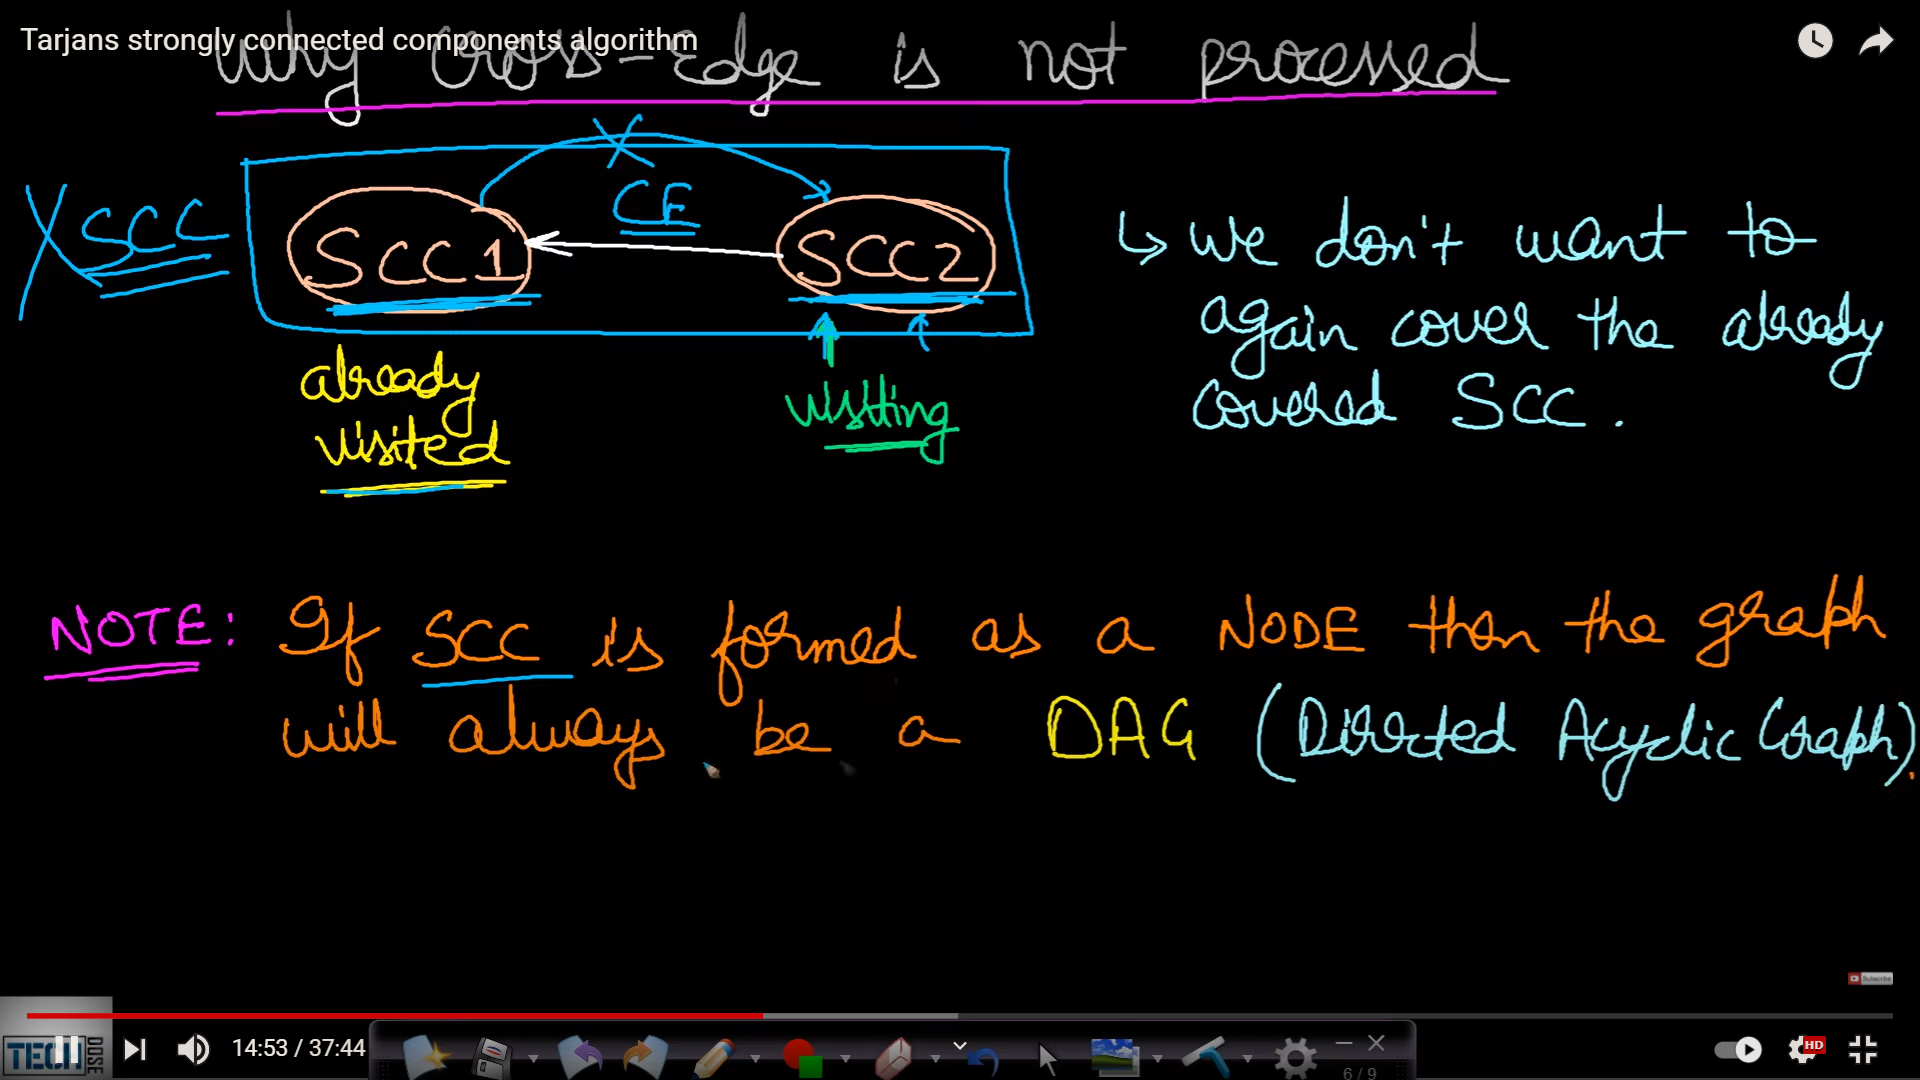 Tarjans strongly connected components algorithm
Why Cross-Edge is not processed
X SCC
X
CE
SCC1
SCC2
already
visited
visiting
↳ we don't want to
again cover the already
covered SCC.
NOTE: If SCC is formed as a NODE then the graph
will always be a DAG (Directed Acyclic Graph).
Subscribe
TECH
DOSE
14:53 / 37:44
6 / 9
HD